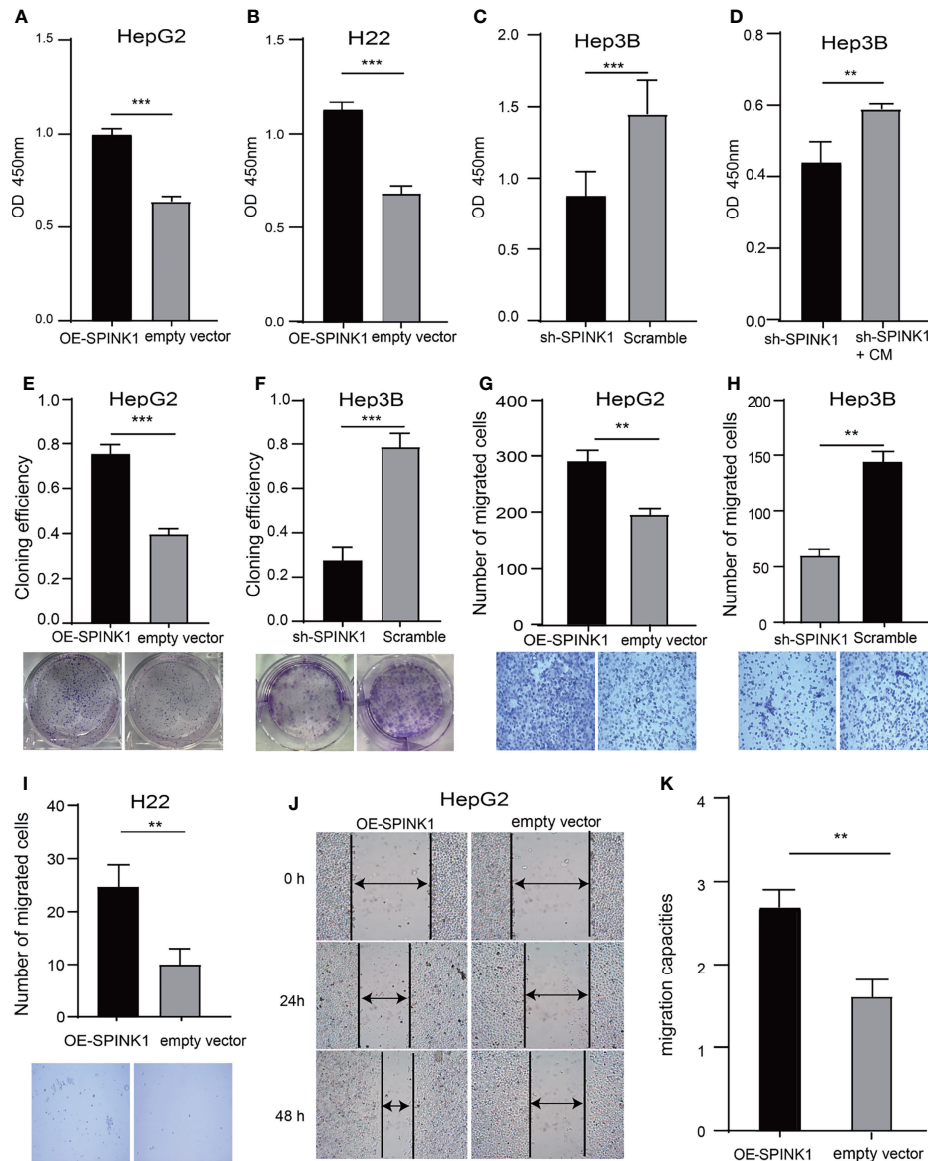 A
HepG2
***
OD 450nm
1.5
1.0
0.5
0.0
OE-SPINK1 empty vector
B
H22
***
OD 450nm
1.5
1.0
0.5
0.0
OE-SPINK1 empty vector
C
Hep3B
***
OD 450nm
2.0
1.5
1.0
0.5
0.0
sh-SPINK1 Scramble
D
Hep3B
**
OD 450nm
0.8
0.6
0.4
0.2
0.0
sh-SPINK1 sh-SPINK1
+ CM
E
HepG2
***
Cloning efficiency
0.8
0.6
0.4
0.2
0.0
OE-SPINK1 empty vector
F
Hep3B
***
Cloning efficiency
1.0
0.8
0.6
0.4
0.2
0.0
sh-SPINK1 Scramble
G
HepG2
**
Number of migrated cells
400
300
200
100
0
OE-SPINK1 empty vector
H
Hep3B
**
Number of migrated cells
200
150
100
50
0
sh-SPINK1 Scramble
I
H22
**
Number of migrated cells
40
30
20
10
0
OE-SPINK1 empty vector
J
HepG2
OE-SPINK1 empty vector
0 h
24h
48 h
K
**
migration capacities
4
3
2
1
0
OE-SPINK1 empty vector